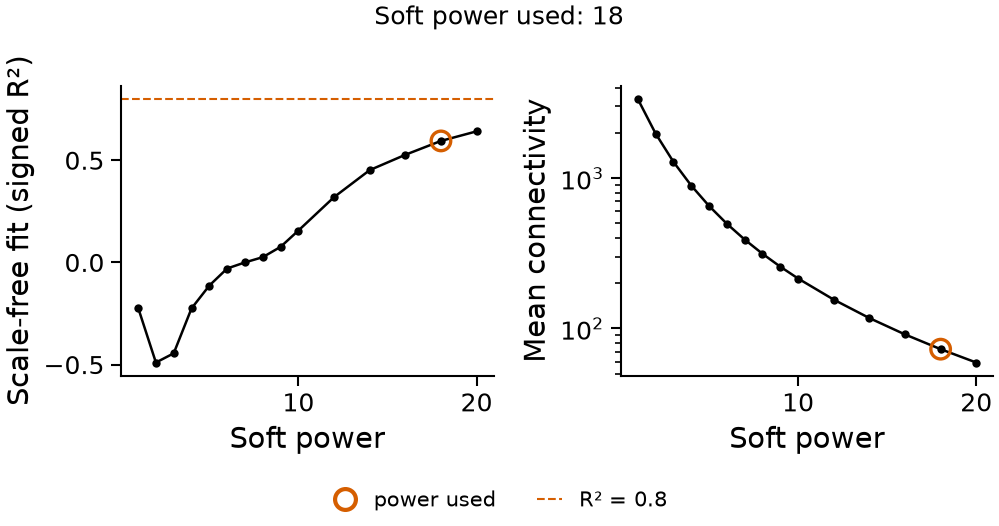 Soft power used: 18
Scale-free fit (signed R²)
0.5
0.0
−0.5
10
20
Soft power
Mean connectivity
10³
10²
10
20
Soft power
power used
R² = 0.8